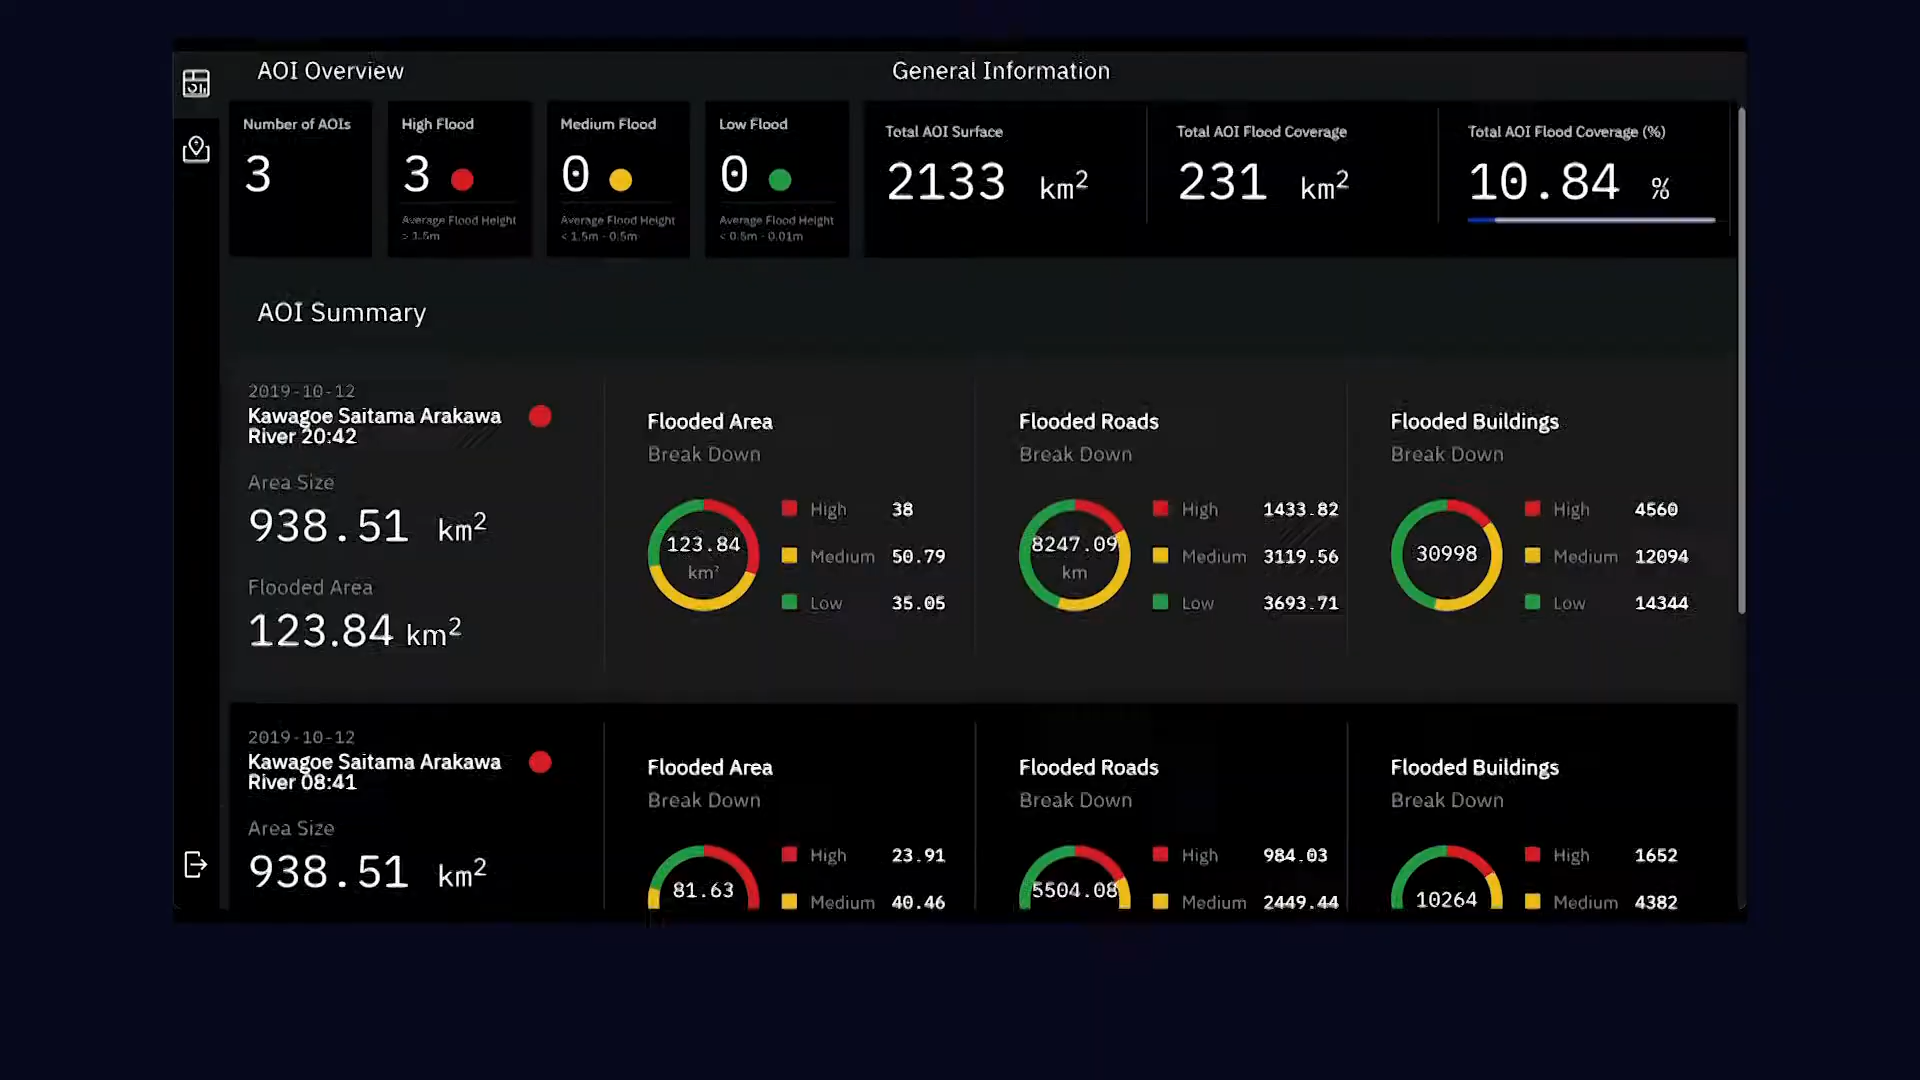 AOI Overview
General Information
Number of AOIs
3
High Flood
3
Average Flood Height
> 1.5m
Medium Flood
0
Average Flood Height
< 1.5m - 0.5m
Low Flood
0
Average Flood Height
< 0.5m - 0.01m
Total AOI Surface
2133 km²
Total AOI Flood Coverage
231 km²
Total AOI Flood Coverage (%)
10.84 %
AOI Summary
2019-10-12
Kawagoe Saitama Arakawa
River 20:42
Area Size
938.51 km²
Flooded Area
123.84 km²
Flooded Area
Break Down
123.84
km²
High 38
Medium 50.79
Low 35.05
Flooded Roads
Break Down
8247.09
km
High 1433.82
Medium 3119.56
Low 3693.71
Flooded Buildings
Break Down
30998
High 4560
Medium 12094
Low 14344
2019-10-12
Kawagoe Saitama Arakawa
River 08:41
Area Size
938.51 km²
Flooded Area
Break Down
81.63
High 23.91
Medium 40.46
Flooded Roads
Break Down
5504.08
High 984.03
Medium 2449.44
Flooded Buildings
Break Down
10264
High 1652
Medium 4382